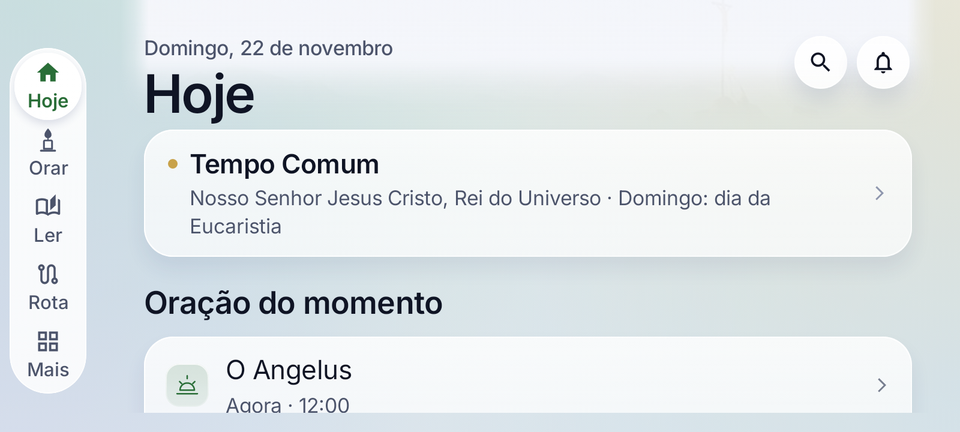 Domingo, 22 de novembro
Hoje
Hoje
Orar
Ler
Rota
Mais
Tempo Comum
Nosso Senhor Jesus Cristo, Rei do Universo · Domingo: dia da
Eucaristia
Oração do momento
O Angelus
Agora · 12:00